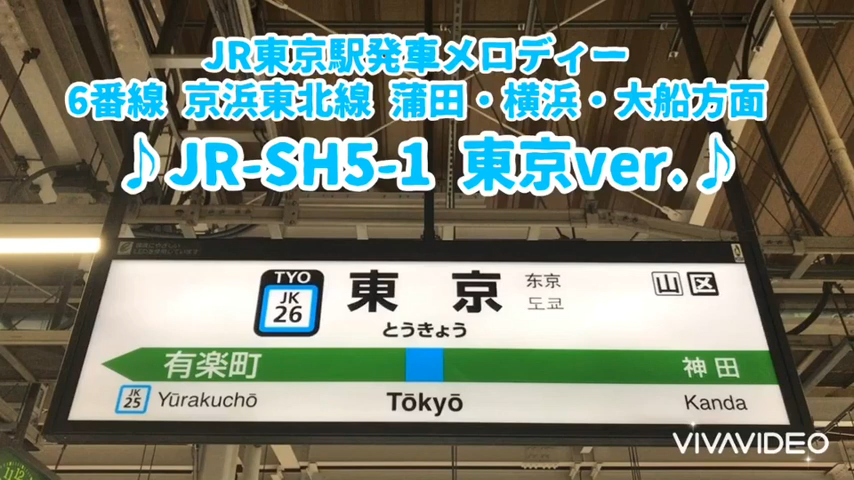 JR東京駅発車メロディー
6番線 京浜東北線 蒲田・横浜・大船方面
♪JR-SH5-1 東京ver.♪
TYO
JK
26
東京
とうきょう
东京
도쿄
山 区
有楽町
神田
JK
25
Yūrakuchō
Tōkyō
Kanda
VIVAVIDEO
11 12